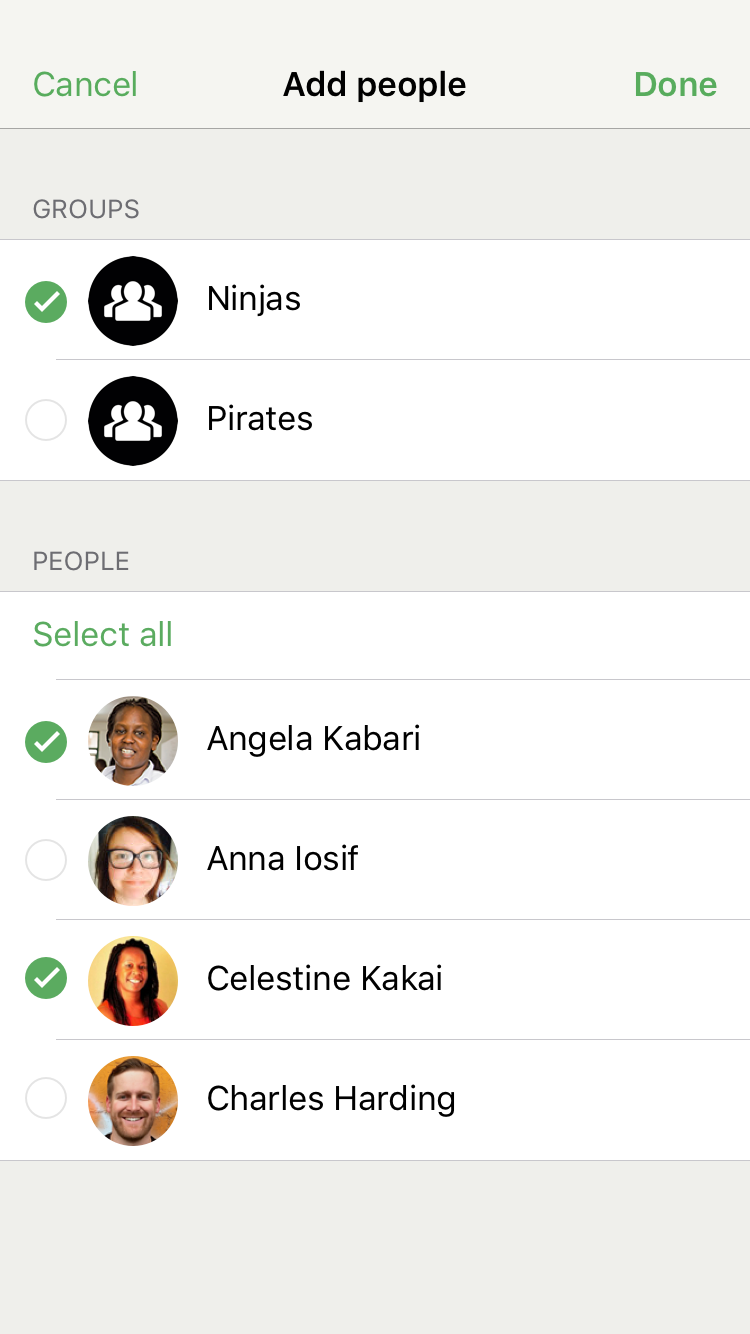 Cancel Add people Done
GROUPS
Ninjas
Pirates
PEOPLE
Select all
Angela Kabari
Anna Iosif
Celestine Kakai
Charles Harding